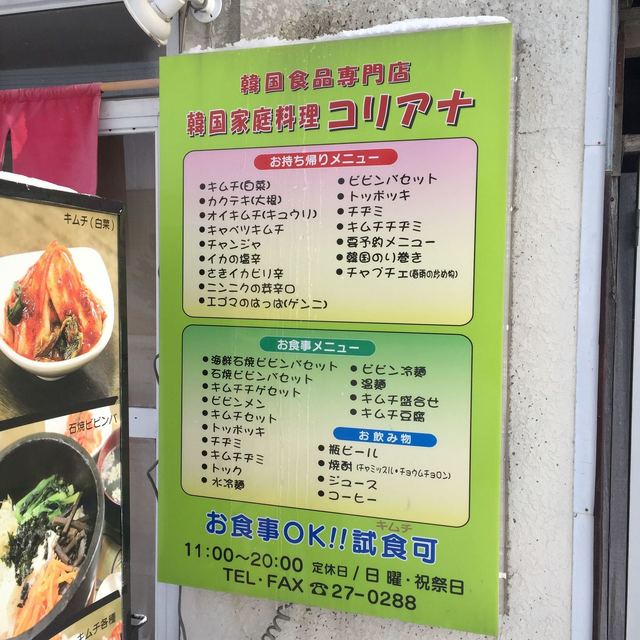 韓国食品専門店
韓国家庭料理 コリアナ
お持ち帰りメニュー
●キムチ(白菜)
●カクテキ(大根)
●オイキムチ(キュウリ)
●キャベツキムチ
●チャンジャ
●イカの塩辛
●さきイカピリ辛
●ニンニクの芽辛口
●エゴマのはっぱ(ゲンニ)
●ビビンバセット
●トッポッキ
●チヂミ
●キムチチヂミ
●要予約メニュー
●韓国のり巻き
●チャプチェ(春雨の炒め物)
お食事メニュー
●海鮮石焼ビビンバセット
●石焼ビビンバセット
●キムチチゲセット
●ビビンメン
●キムチセット
●トッポッキ
●チヂミ
●キムチヂミ
●トック
●水冷麺
●ビビン冷麺
●温麺
●キムチ盛合せ
●キムチ豆腐
お飲み物
●瓶ビール
●焼酎(チャミッスル・チョウムチョロン)
●ジュース
●コーヒー
キムチ
お食事OK!!試食可
11:00〜20:00 定休日/日曜・祝祭日
TEL・FAX ☎27-0288
キムチ(白菜)
石焼ビビンバ
キムチ各種